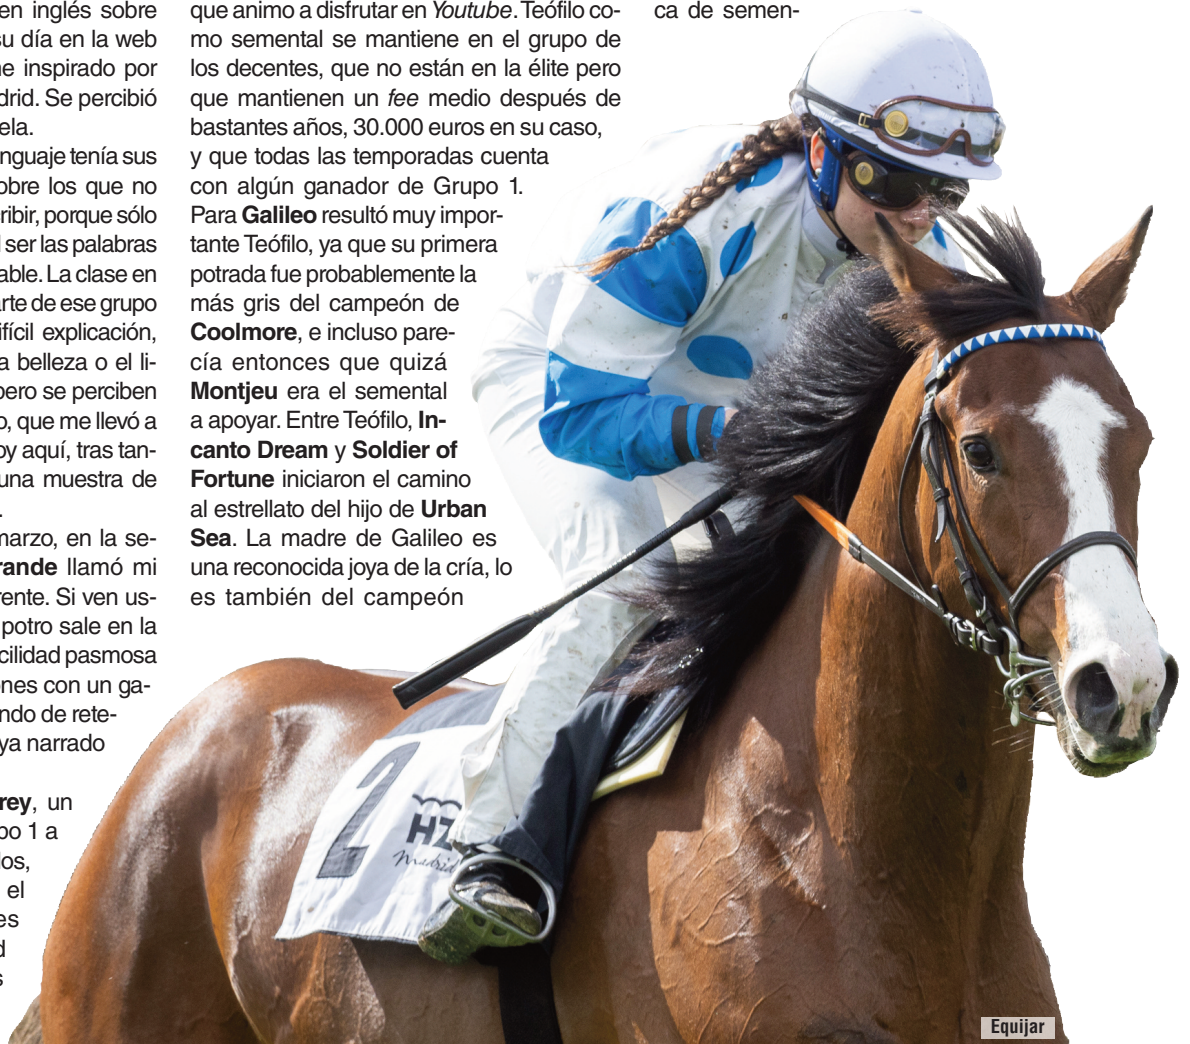 en inglés sobre
su día en la web
ne inspirado por
drid. Se percibió
ela.
nguaje tenía sus
obre los que no
ribir, porque sólo
l ser las palabras
able. La clase en
arte de ese grupo
ifícil explicación,
a belleza o el li-
pero se perciben
o, que me llevó a
oy aquí, tras tan-
una muestra de
.
marzo, en la se-
rande llamó mi
rente. Si ven us-
potro sale en la
cilidad pasmosa
ones con un ga-
ndo de rete-
ya narrado
rey, un
po 1 a
los,
el
es
d
s
que animo a disfrutar en Youtube. Teófilo co-
mo semental se mantiene en el grupo de
los decentes, que no están en la élite pero
que mantienen un fee medio después de
bastantes años, 30.000 euros en su caso,
y que todas las temporadas cuenta
con algún ganador de Grupo 1.
Para Galileo resultó muy impor-
tante Teófilo, ya que su primera
potrada fue probablemente la
más gris del campeón de
Coolmore, e incluso pare-
cía entonces que quizá
Montjeu era el semental
a apoyar. Entre Teófilo, In-
canto Dream y Soldier of
Fortune iniciaron el camino
al estrellato del hijo de Urban
Sea. La madre de Galileo es
una reconocida joya de la cría, lo
es también del campeón
ca de semen-
2
HZ
Madrid
Equijar